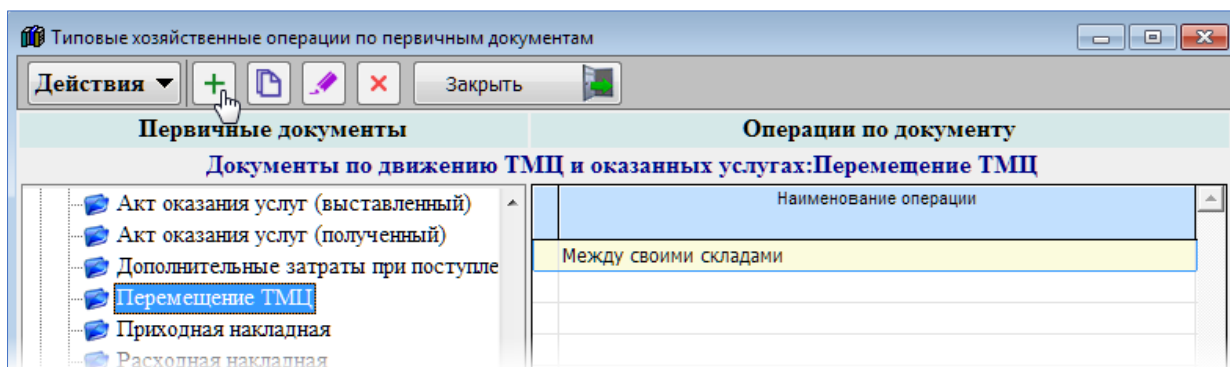 Типовые хозяйственные операции по первичным документам
Действия
Закрыть
Первичные документы
Операции по документу
Документы по движению ТМЦ и оказанных услугах:Перемещение ТМЦ
Акт оказания услуг (выставленный)
Акт оказания услуг (полученный)
Дополнительные затраты при поступле
Перемещение ТМЦ
Приходная накладная
Расходная накладная
Наименование операции
Между своими складами